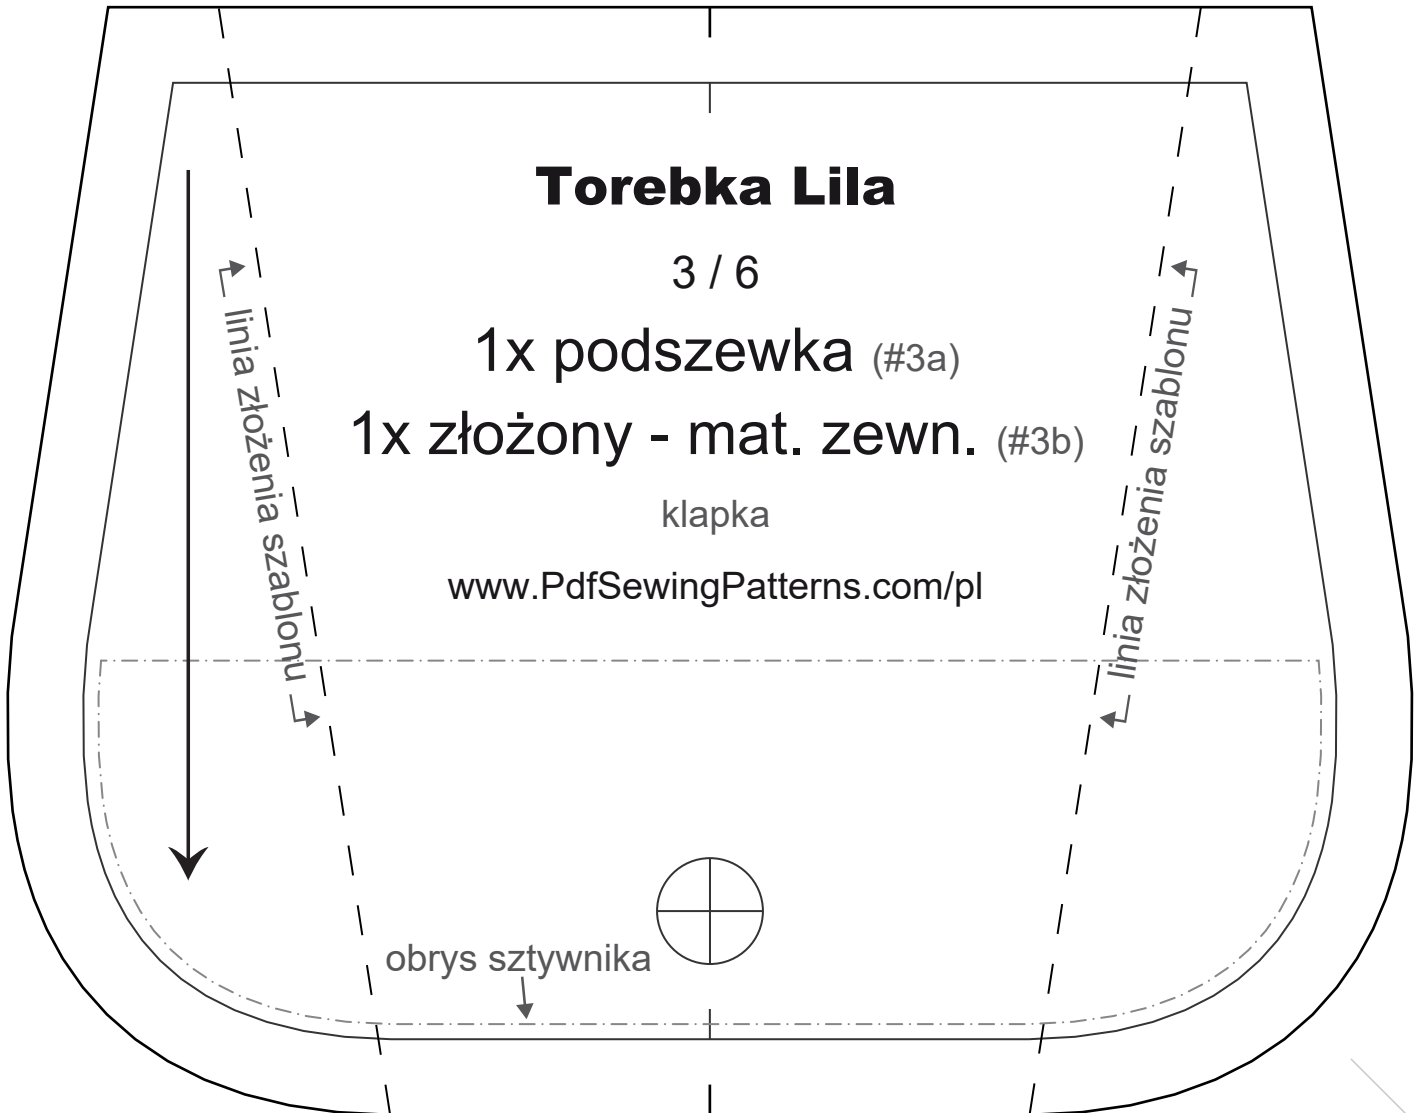 Torebka Lila
3 / 6
1x podszewka (#3a)
1x złożony - mat. zewn. (#3b)
klapka
www.PdfSewingPatterns.com/pl
linia złożenia szablonu
linia złożenia szablonu
obrys sztywnika